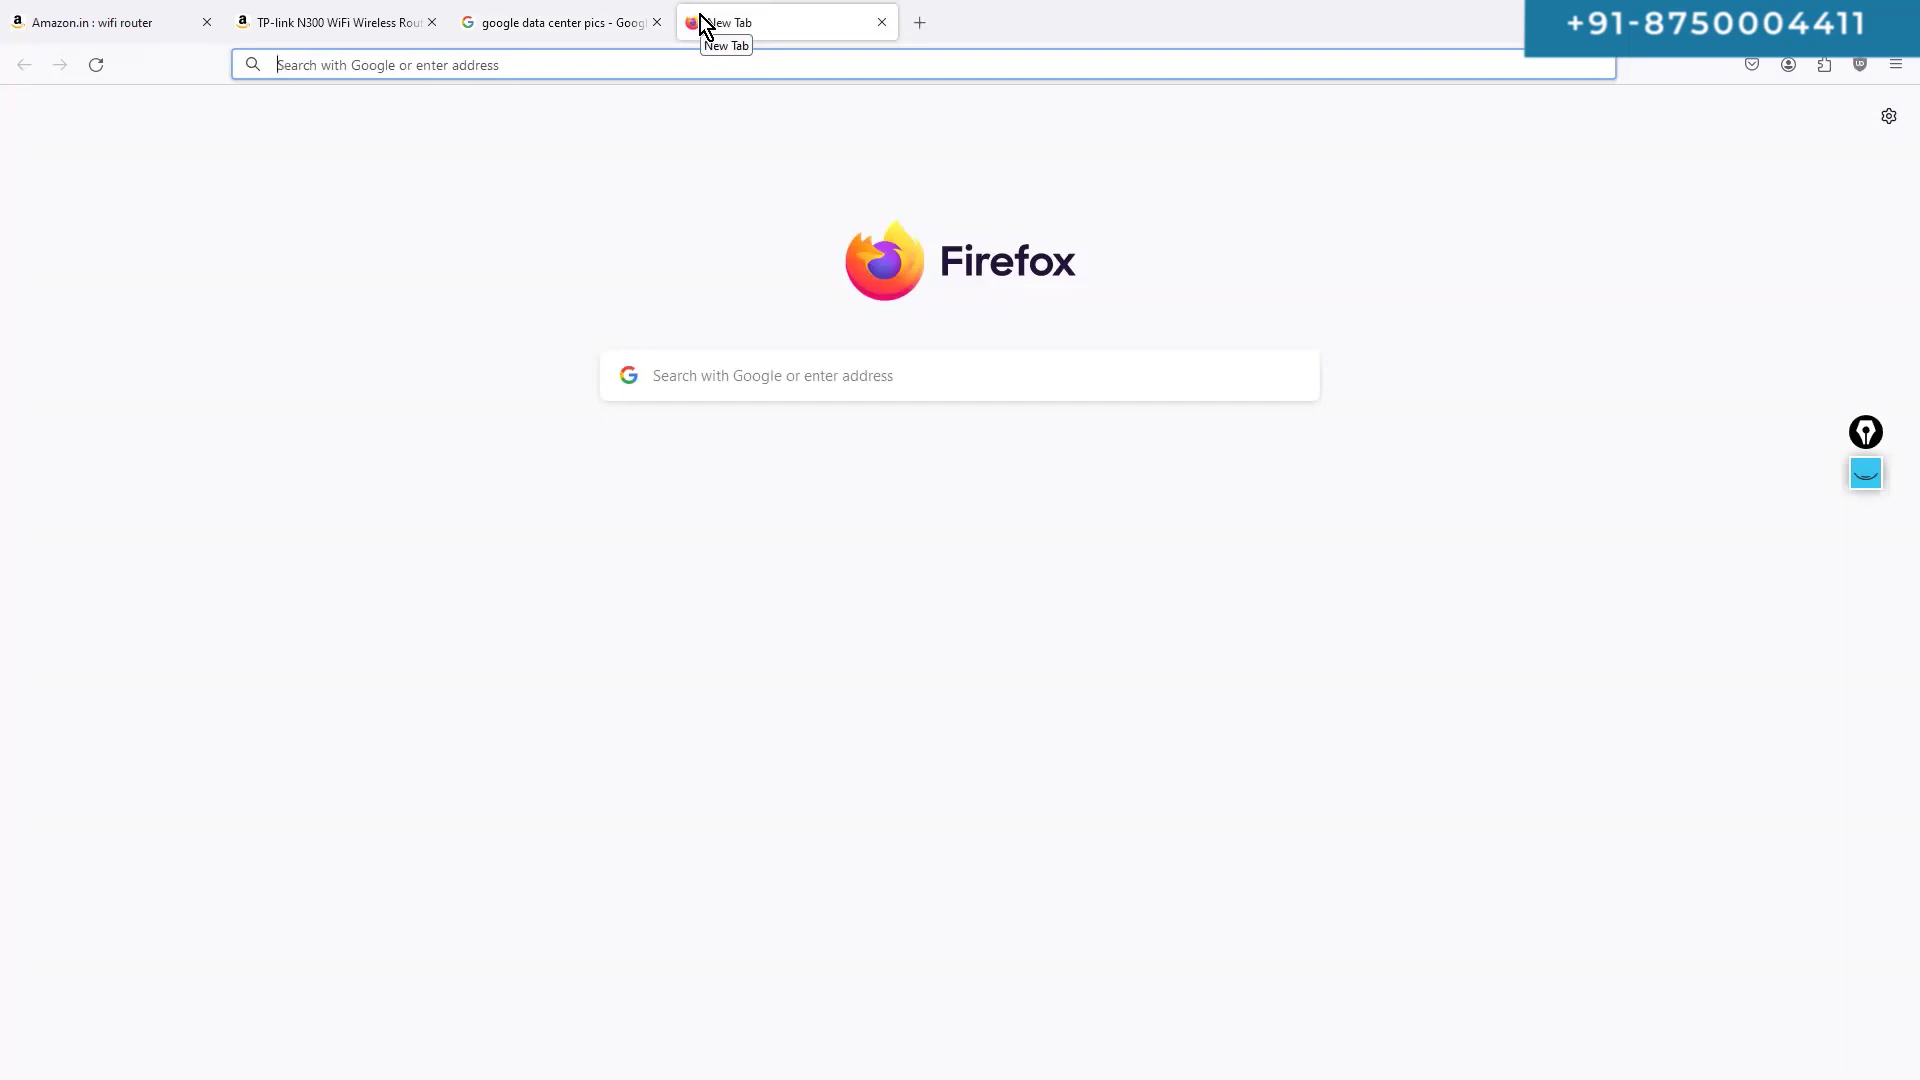 Amazon.in : wifi router
TP-link N300 WiFi Wireless Rou
google data center pics - Goog
New Tab
+91-8750004411
New Tab
Search with Google or enter address
Firefox
Search with Google or enter address